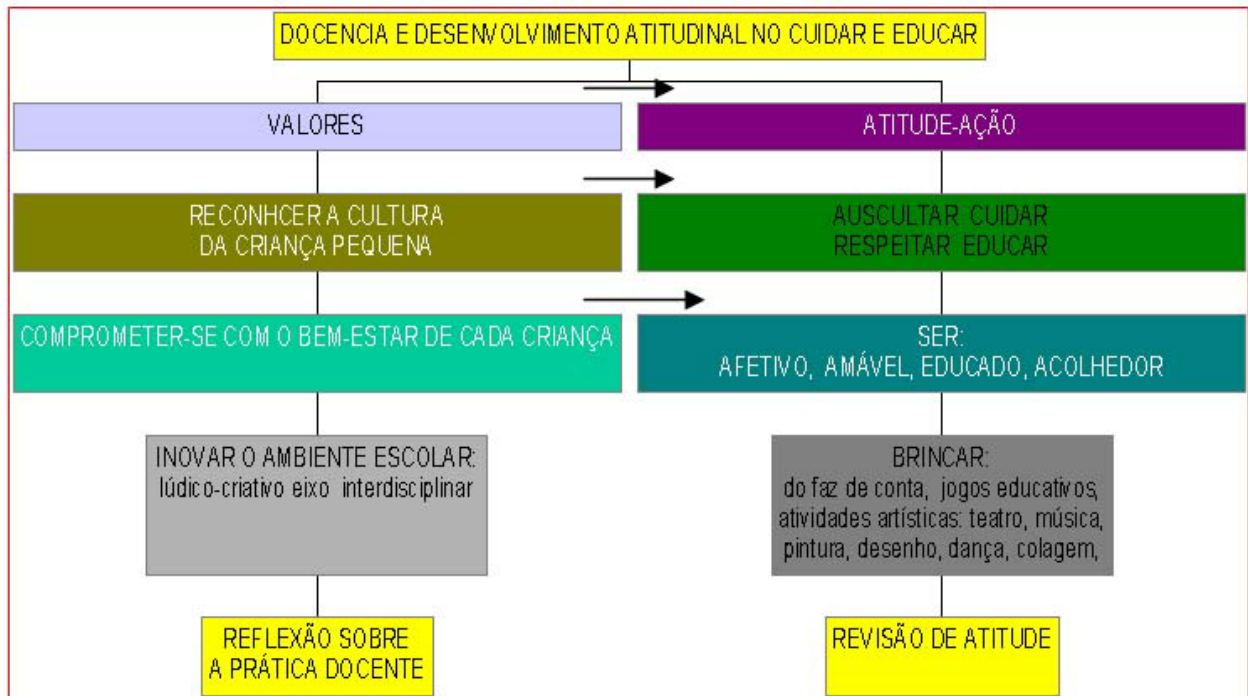 DOCENCIA E DESENVOLVIMENTO ATITUDINAL NO CUIDAR E EDUCAR
VALORES
ATITUDE-AÇÃO
RECONHCER A CULTURA
DA CRIANÇA PEQUENA
AUSCULTAR CUIDAR
RESPEITAR EDUCAR
COMPROMETER-SE COM O BEM-ESTAR DE CADA CRIANÇA
SER:
AFETIVO, AMÁVEL, EDUCADO, ACOLHEDOR
INOVAR O AMBIENTE ESCOLAR:
lúdico-criativo eixo interdisciplinar
BRINCAR:
do faz de conta, jogos educativos,
atividades artísticas: teatro, música,
pintura, desenho, dança, colagem,
REFLEXÃO SOBRE
A PRÁTICA DOCENTE
REVISÃO DE ATITUDE